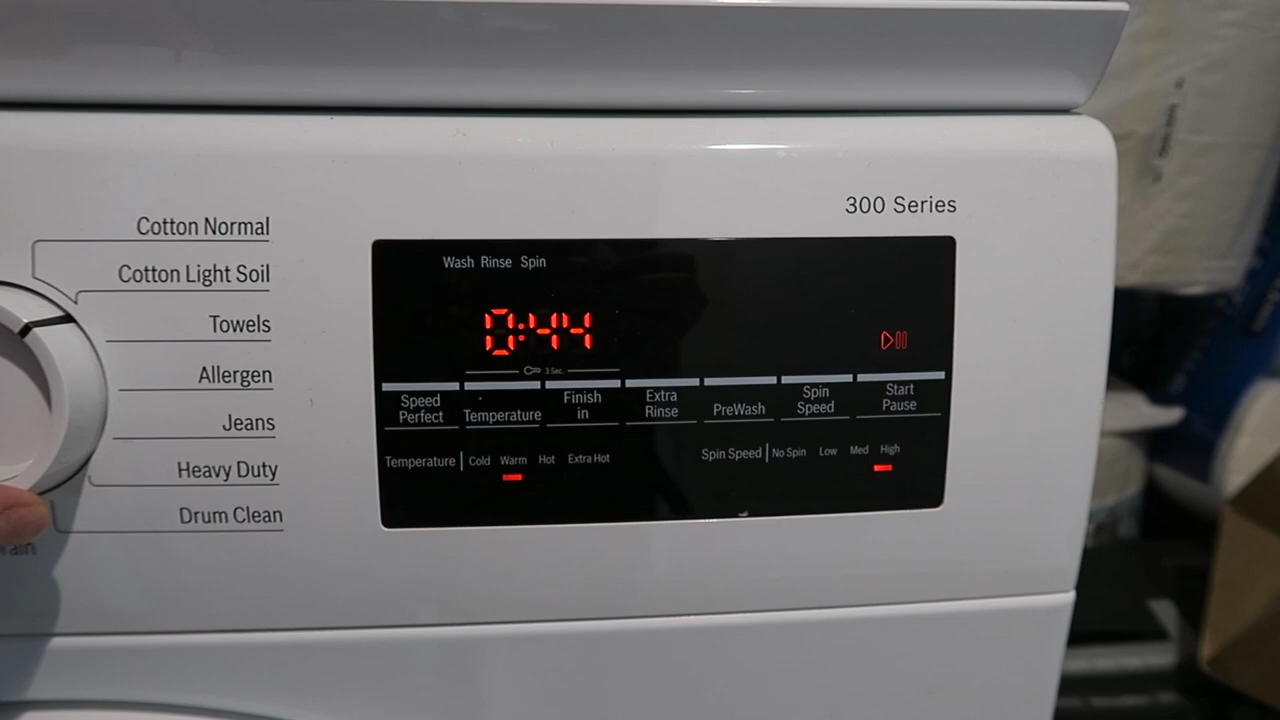 Cotton Normal
Cotton Light Soil
Towels
Allergen
Jeans
Heavy Duty
Drum Clean
300 Series
Wash Rinse Spin
0:44
3 Sec.
Speed Perfect
Temperature
Finish in
Extra Rinse
PreWash
Spin Speed
Start Pause
Temperature | Cold Warm Hot Extra Hot
Spin Speed | No Spin Low Med High